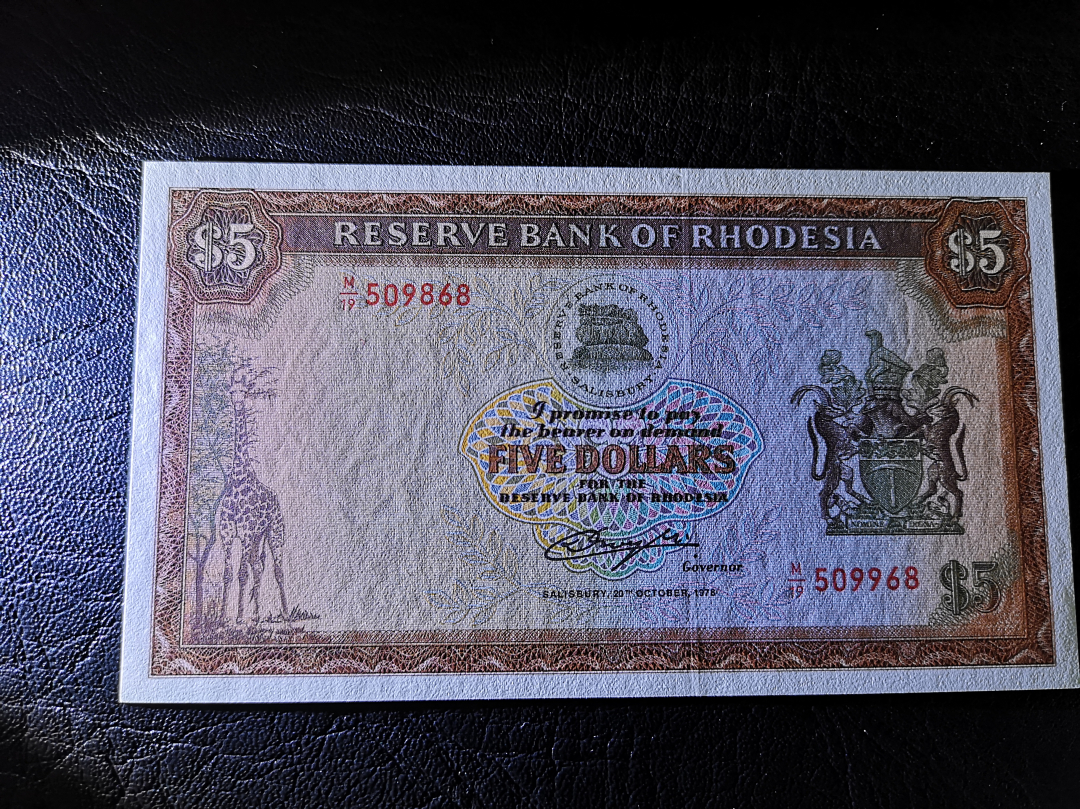 $5 RESERVE BANK OF RHODESIA $5
M/19 509868
RESERVE BANK OF RHODESIA
SALISBURY
I promise to pay
the bearer on demand
FIVE DOLLARS
FOR THE
RESERVE BANK OF RHODESIA
Governor
SALISBURY, 20TH OCTOBER, 1978
M/19 509968 $5